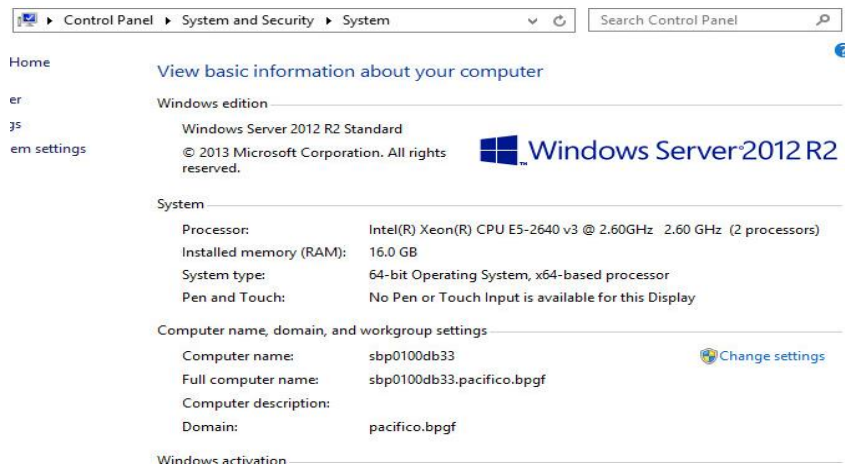 Control Panel ▸ System and Security ▸ System
Search Control Panel
Home
View basic information about your computer
er
Windows edition
gs
Windows Server 2012 R2 Standard
em settings
© 2013 Microsoft Corporation. All rights
reserved.
Windows Server 2012 R2
System
Processor: Intel(R) Xeon(R) CPU E5-2640 v3 @ 2.60GHz 2.60 GHz (2 processors)
Installed memory (RAM): 16.0 GB
System type: 64-bit Operating System, x64-based processor
Pen and Touch: No Pen or Touch Input is available for this Display
Computer name, domain, and workgroup settings
Computer name: sbp0100db33
Change settings
Full computer name: sbp0100db33.pacifico.bpgf
Computer description:
Domain: pacifico.bpgf
Windows activation